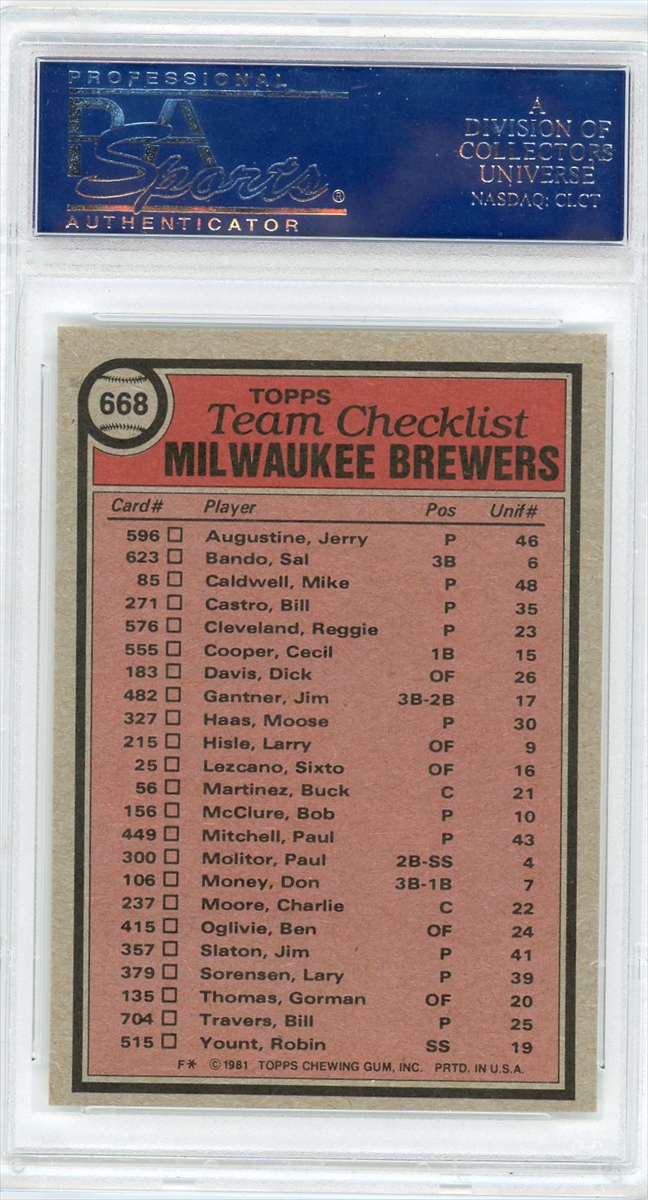 PROFESSIONAL
PSA
Sports®
AUTHENTICATOR
A
DIVISION OF
COLLECTORS
UNIVERSE
NASDAQ: CLCT
668
TOPPS
Team Checklist
MILWAUKEE BREWERS
Card# Player Pos Unif#
596 ☐ Augustine, Jerry P 46
623 ☐ Bando, Sal 3B 6
85 ☐ Caldwell, Mike P 48
271 ☐ Castro, Bill P 35
576 ☐ Cleveland, Reggie P 23
555 ☐ Cooper, Cecil 1B 15
183 ☐ Davis, Dick OF 26
482 ☐ Gantner, Jim 3B-2B 17
327 ☐ Haas, Moose P 30
215 ☐ Hisle, Larry OF 9
25 ☐ Lezcano, Sixto OF 16
56 ☐ Martinez, Buck C 21
156 ☐ McClure, Bob P 10
449 ☐ Mitchell, Paul P 43
300 ☐ Molitor, Paul 2B-SS 4
106 ☐ Money, Don 3B-1B 7
237 ☐ Moore, Charlie C 22
415 ☐ Oglivie, Ben OF 24
357 ☐ Slaton, Jim P 41
379 ☐ Sorensen, Lary P 39
135 ☐ Thomas, Gorman OF 20
704 ☐ Travers, Bill P 25
515 ☐ Yount, Robin SS 19
F* ©1981 TOPPS CHEWING GUM, INC. PRTD. IN U.S.A.